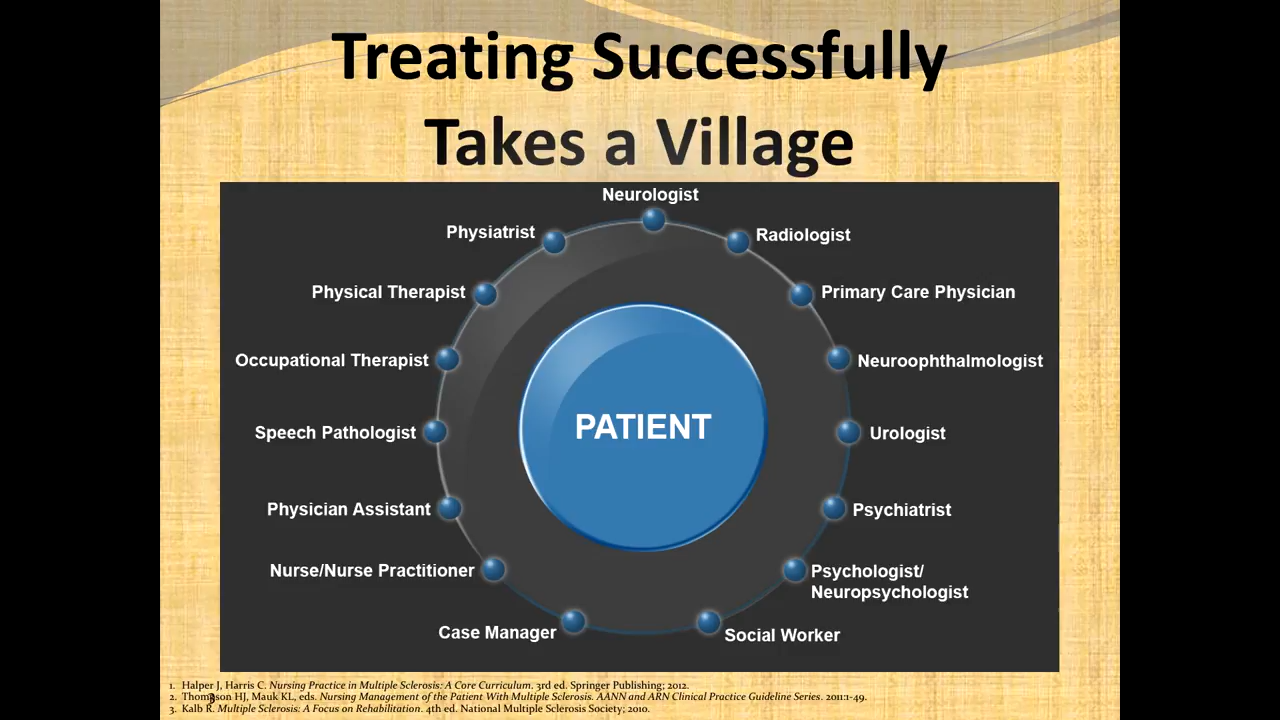 Treating Successfully
Takes a Village
Neurologist
Radiologist
Primary Care Physician
Neuroophthalmologist
Urologist
Psychiatrist
Psychologist/
Neuropsychologist
Social Worker
Case Manager
Nurse/Nurse Practitioner
Physician Assistant
Speech Pathologist
Occupational Therapist
Physical Therapist
Physiatrist
PATIENT
1. Halper J, Harris C. Nursing Practice in Multiple Sclerosis: A Core Curriculum. 3rd ed. Springer Publishing; 2012.
2. Thompson HJ, Mauk KL, eds. Nursing Management of the Patient With Multiple Sclerosis. AANN and ARN Clinical Practice Guideline Series. 2011:1-49.
3. Kalb R. Multiple Sclerosis: A Focus on Rehabilitation. 4th ed. National Multiple Sclerosis Society; 2010.
3